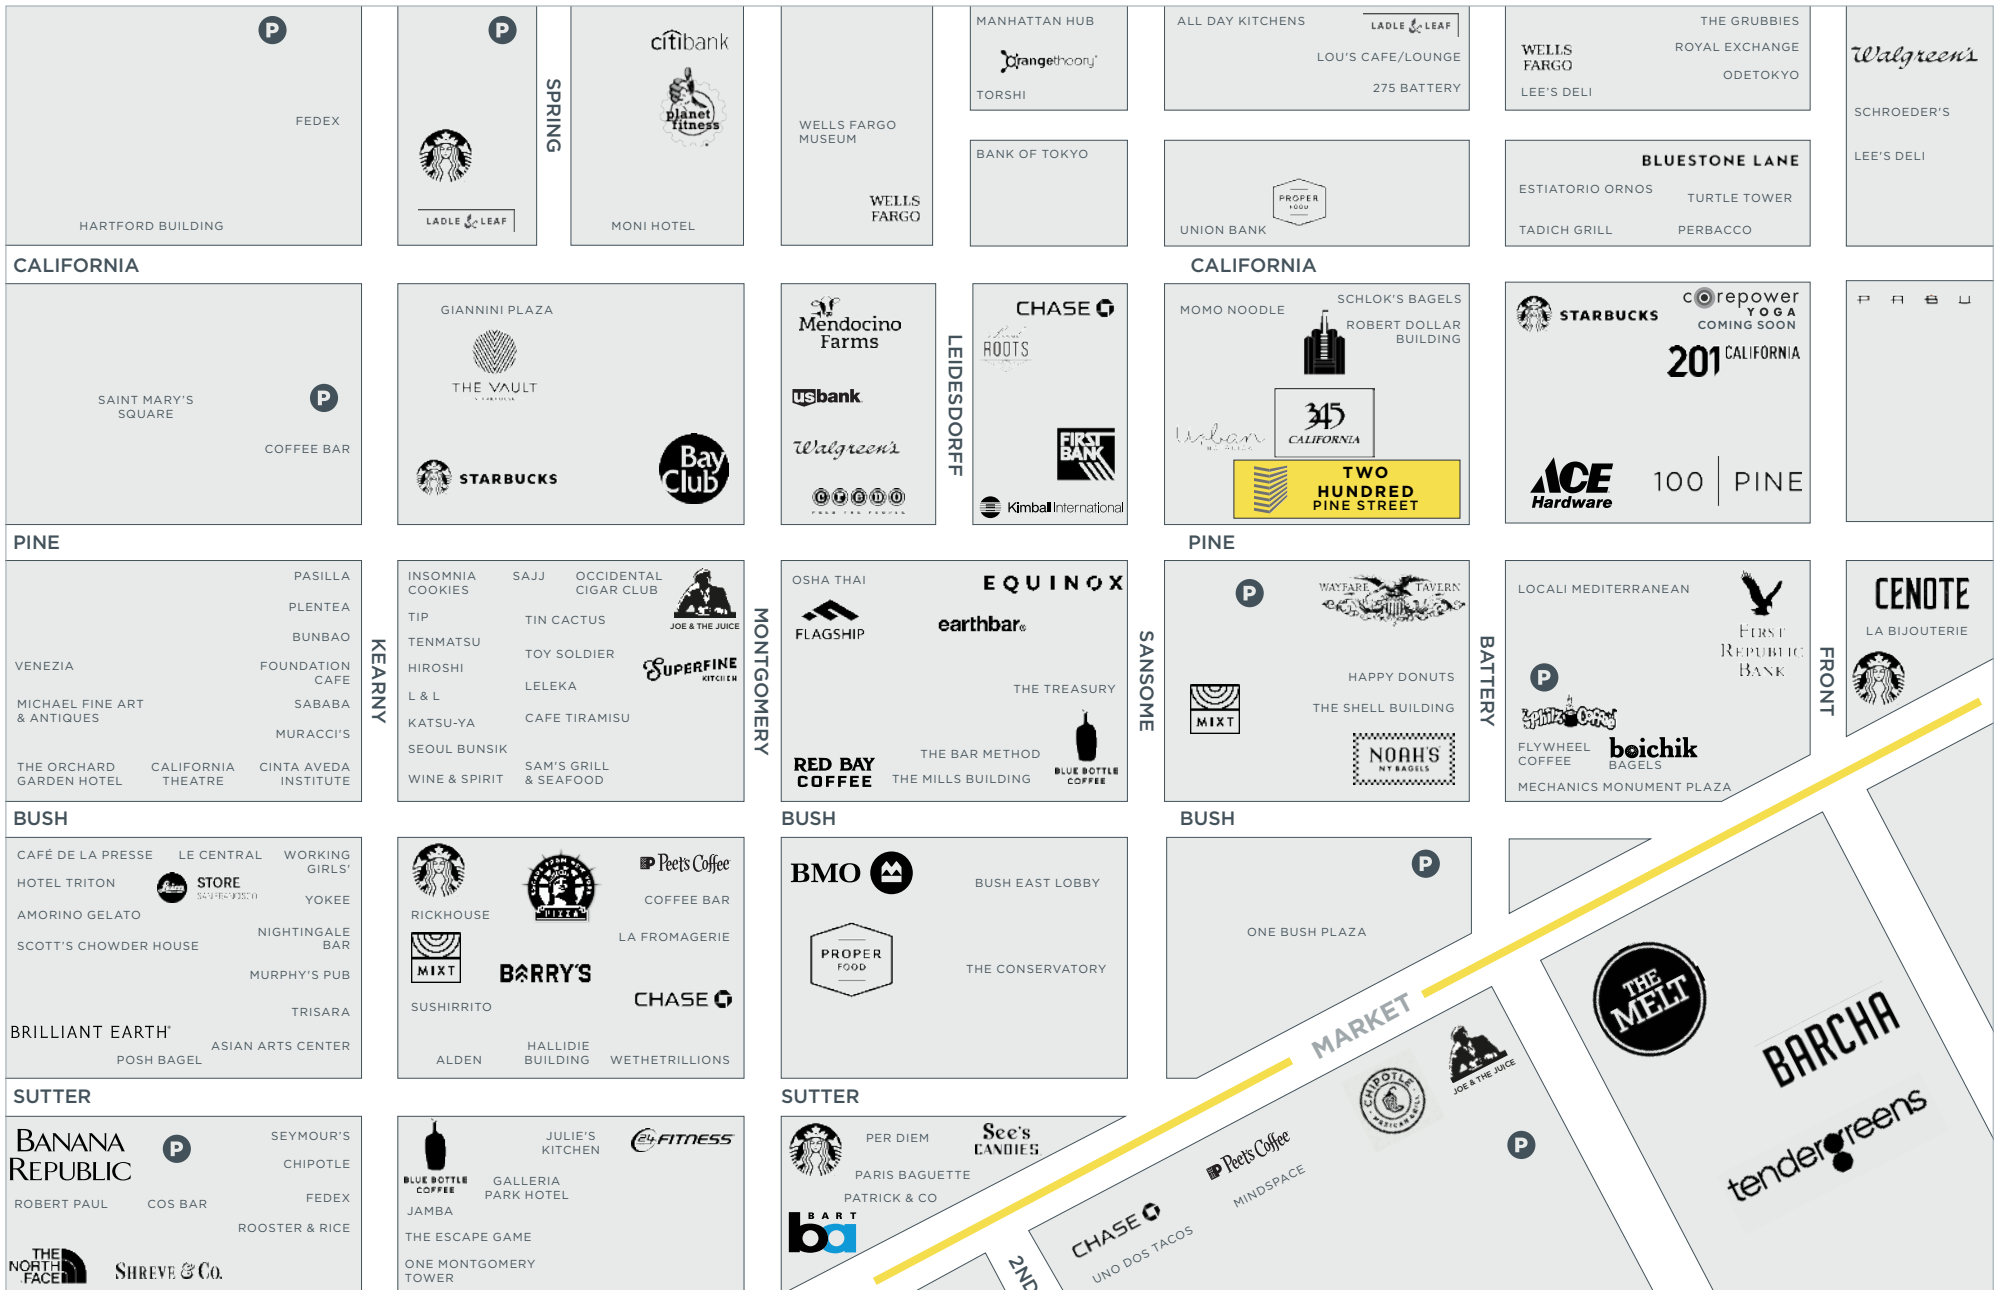 P
FEDEX
HARTFORD BUILDING
P
LADLE & LEAF
SPRING
citibank
planet
fitness
MONI HOTEL
WELLS FARGO
MUSEUM
WELLS
FARGO
MANHATTAN HUB
orangetheory
TORSHI
BANK OF TOKYO
ALL DAY KITCHENS
LADLE & LEAF
LOU'S CAFE/LOUNGE
275 BATTERY
PROPER
FOOD
UNION BANK
WELLS
FARGO
LEE'S DELI
THE GRUBBIES
ROYAL EXCHANGE
ODETOKYO
BLUESTONE LANE
ESTIATORIO ORNOS
TURTLE TOWER
TADICH GRILL
PERBACCO
Walgreen's
SCHROEDER'S
LEE'S DELI
CALIFORNIA
CALIFORNIA
SAINT MARY'S
SQUARE
P
COFFEE BAR
GIANNINI PLAZA
THE VAULT
STARBUCKS
Bay
Club
Mendocino
Farms
usbank
Walgreen's
credo
LEIDESDORFF
CHASE
ROOTS
FIRST
BANK
Kimball International
MOMO NOODLE
SCHLOK'S BAGELS
ROBERT DOLLAR
BUILDING
Urban
345
CALIFORNIA
TWO
HUNDRED
PINE STREET
STARBUCKS
corepower
YOGA
COMING SOON
201 CALIFORNIA
ACE
Hardware
100 | PINE
PABU
PINE
PINE
PASILLA
PLENTEA
BUNBAO
VENEZIA
FOUNDATION
CAFE
MICHAEL FINE ART
& ANTIQUES
SABABA
MURACCI'S
THE ORCHARD
GARDEN HOTEL
CALIFORNIA
THEATRE
CINTA AVEDA
INSTITUTE
KEARNY
INSOMNIA
COOKIES
SAJJ
OCCIDENTAL
CIGAR CLUB
JOE & THE JUICE
TIP
TIN CACTUS
TENMATSU
TOY SOLDIER
HIROSHI
SUPERFINE
KITCHEN
LELEKA
L & L
KATSU-YA
CAFE TIRAMISU
SEOUL BUNSIK
WINE & SPIRIT
SAM'S GRILL
& SEAFOOD
MONTGOMERY
OSHA THAI
EQUINOX
FLAGSHIP
earthbar®
THE TREASURY
RED BAY
COFFEE
THE BAR METHOD
THE MILLS BUILDING
BLUE BOTTLE
COFFEE
SANSOME
P
WAYFARE TAVERN
HAPPY DONUTS
MIXT
THE SHELL BUILDING
NOAH'S
NY BAGELS
BATTERY
LOCALI MEDITERRANEAN
FIRST
REPUBLIC
BANK
P
Philz Coffee
FLYWHEEL
COFFEE
boichik
BAGELS
MECHANICS MONUMENT PLAZA
FRONT
CENOTE
LA BIJOUTERIE
BUSH
BUSH
BUSH
CAFÉ DE LA PRESSE
LE CENTRAL
WORKING
GIRLS'
HOTEL TRITON
Leica
STORE
SAN FRANCISCO
YOKEE
AMORINO GELATO
NIGHTINGALE
BAR
SCOTT'S CHOWDER HOUSE
MURPHY'S PUB
TRISARA
BRILLIANT EARTH®
ASIAN ARTS CENTER
POSH BAGEL
RICKHOUSE
PIZZA
Peet's Coffee
COFFEE BAR
LA FROMAGERIE
MIXT
BARRY'S
SUSHIRRITO
CHASE
ALDEN
HALLIDIE
BUILDING
WETHETRILLIONS
BMO
BUSH EAST LOBBY
PROPER
FOOD
THE CONSERVATORY
P
ONE BUSH PLAZA
MARKET
THE
MELT
BARCHA
tendergreens
SUTTER
SUTTER
BANANA
REPUBLIC
P
SEYMOUR'S
CHIPOTLE
ROBERT PAUL
COS BAR
FEDEX
ROOSTER & RICE
THE
NORTH
FACE
SHREVE & CO.
BLUE BOTTLE
COFFEE
JULIE'S
KITCHEN
24 FITNESS
GALLERIA
PARK HOTEL
JAMBA
THE ESCAPE GAME
ONE MONTGOMERY
TOWER
PER DIEM
See's
CANDIES
PARIS BAGUETTE
PATRICK & CO
BART
ba
2ND
CHASE
UNO DOS TACOS
Peet's Coffee
MINDSPACE
CHIPOTLE
MEXICAN GRILL
JOE & THE JUICE
P